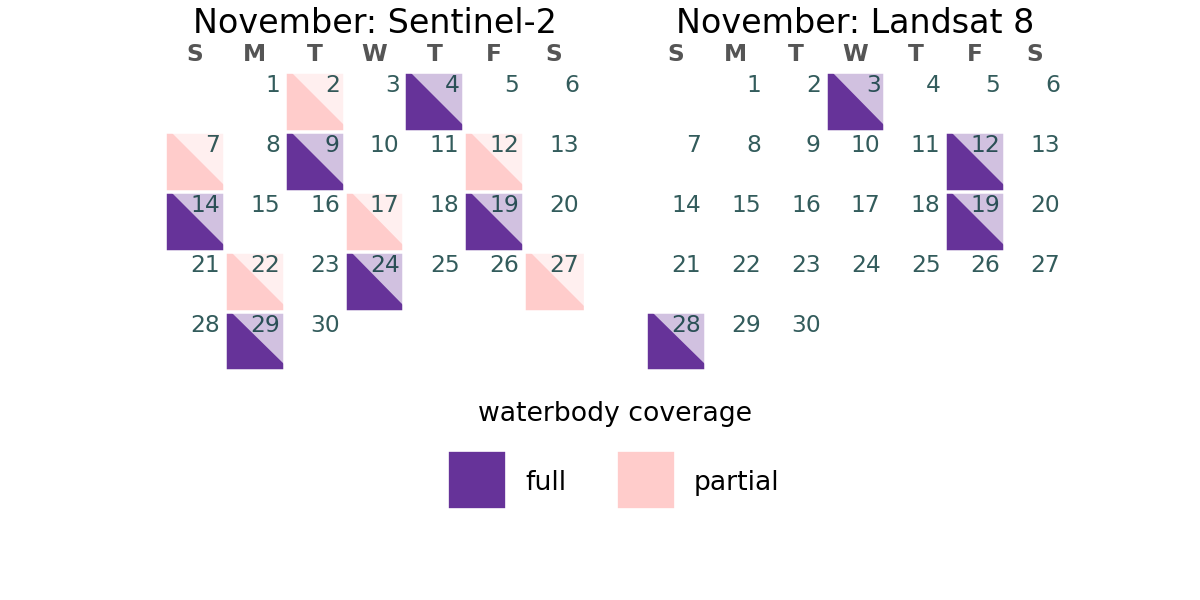 November: Sentinel-2
S M T W T F S
1 2 3 4 5 6
7 8 9 10 11 12 13
14 15 16 17 18 19 20
21 22 23 24 25 26 27
28 29 30
November: Landsat 8
S M T W T F S
1 2 3 4 5 6
7 8 9 10 11 12 13
14 15 16 17 18 19 20
21 22 23 24 25 26 27
28 29 30
waterbody coverage
full partial